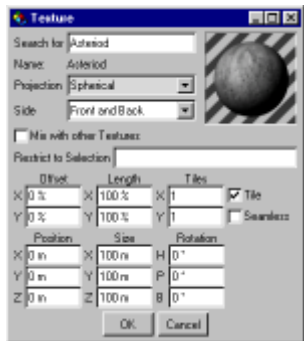 Texture
Search for Asteriod
Name: Asteriod
Projection Spherical
Side Front and Back
Mix with other Textures
Restrict to Selection
Offset Length Tiles
X 0 % X 100 % X 1 Tile
Y 0 % Y 100 % Y 1 Seamless
Position Size Rotation
X 0 m X 100 m H 0 °
Y 0 m Y 100 m P 0 °
Z 0 m Z 100 m B 0 °
OK Cancel